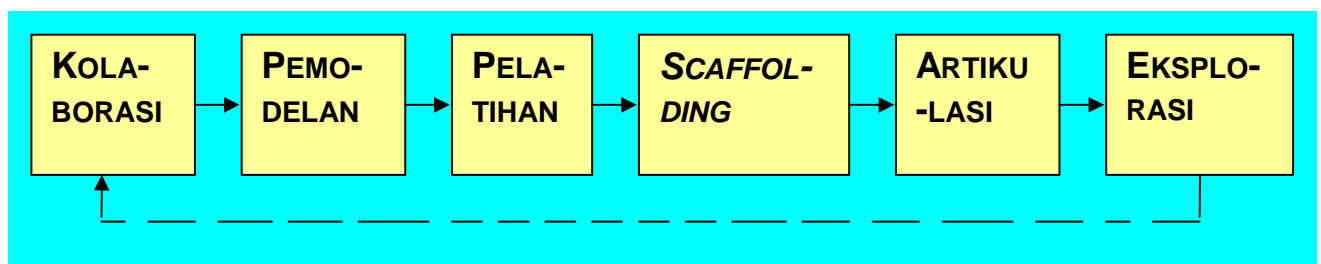 KOLA-
BORASI
PEMO-
DELAN
PELA-
TIHAN
SCAFFOL-
DING
ARTIKU
-LASI
EKSPLO-
RASI